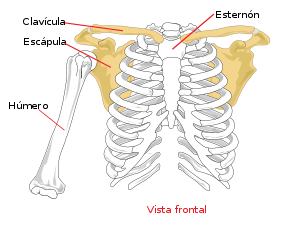 Clavícula
Esternón
Escápula
Húmero
Vista frontal